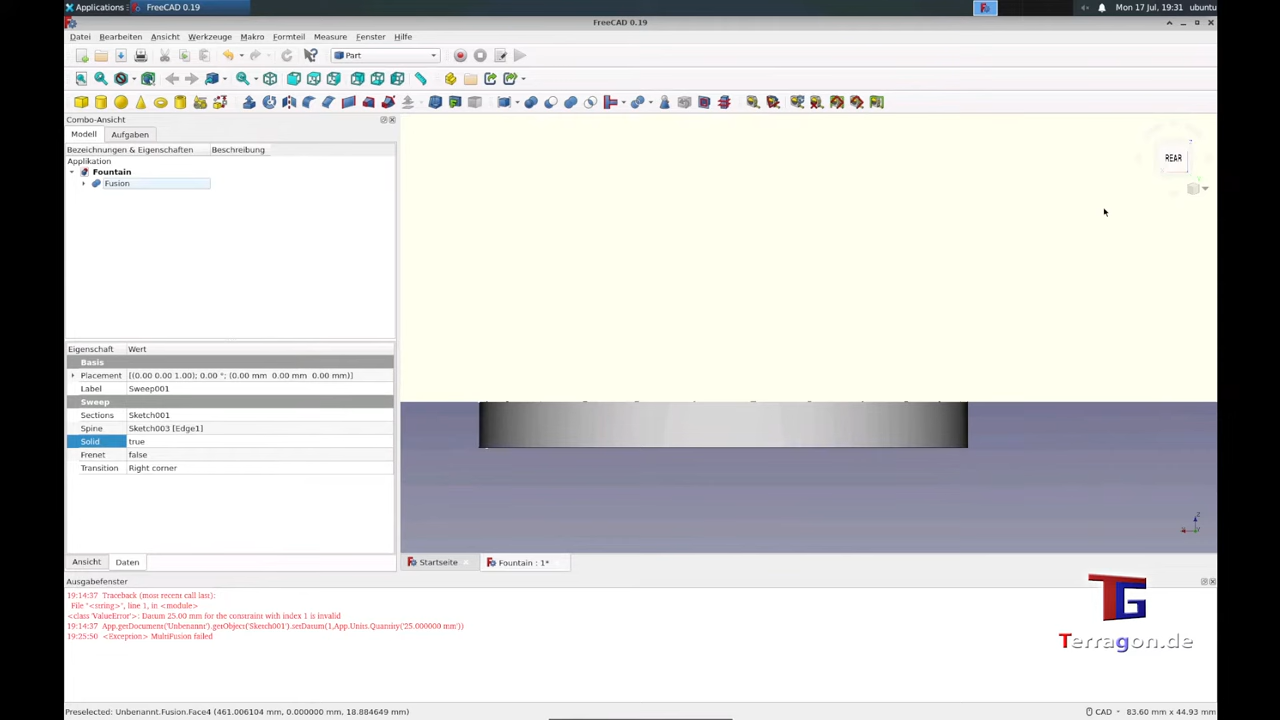 Applications
FreeCAD 0.19
Mon 17 Jul, 19:31 ubuntu
FreeCAD 0.19
Datei Bearbeiten Ansicht Werkzeuge Makro Formteil Measure Fenster Hilfe
Part
Combo-Ansicht
Modell Aufgaben
Bezeichnungen & Eigenschaften Beschreibung
Applikation
Fountain
Fusion
REAR
Eigenschaft Wert
Basis
Placement [(0.00 0.00 1.00); 0.00 °; (0.00 mm 0.00 mm 0.00 mm)]
Label Sweep001
Sweep
Sections Sketch001
Spine Sketch003 [Edge1]
Solid true
Frenet false
Transition Right corner
Z
Ansicht Daten
Startseite Fountain : 1*
Ausgabefenster
19:14:37 Traceback (most recent call last):
File "<string>", line 1, in <module>
<class 'ValueError'>: Datum 25.00 mm for the constraint with index 1 is invalid
19:14:37 App.getDocument('Unbenannt').getObject('Sketch001').setDatum(1,App.Units.Quantity('25.000000 mm'))
19:25:50 <Exception> MultiFusion failed
TG
Terragon.de
Preselected: Unbenannt.Fusion.Face4 (461.006104 mm, 0.000000 mm, 18.884649 mm)
CAD 83.60 mm x 44.93 mm